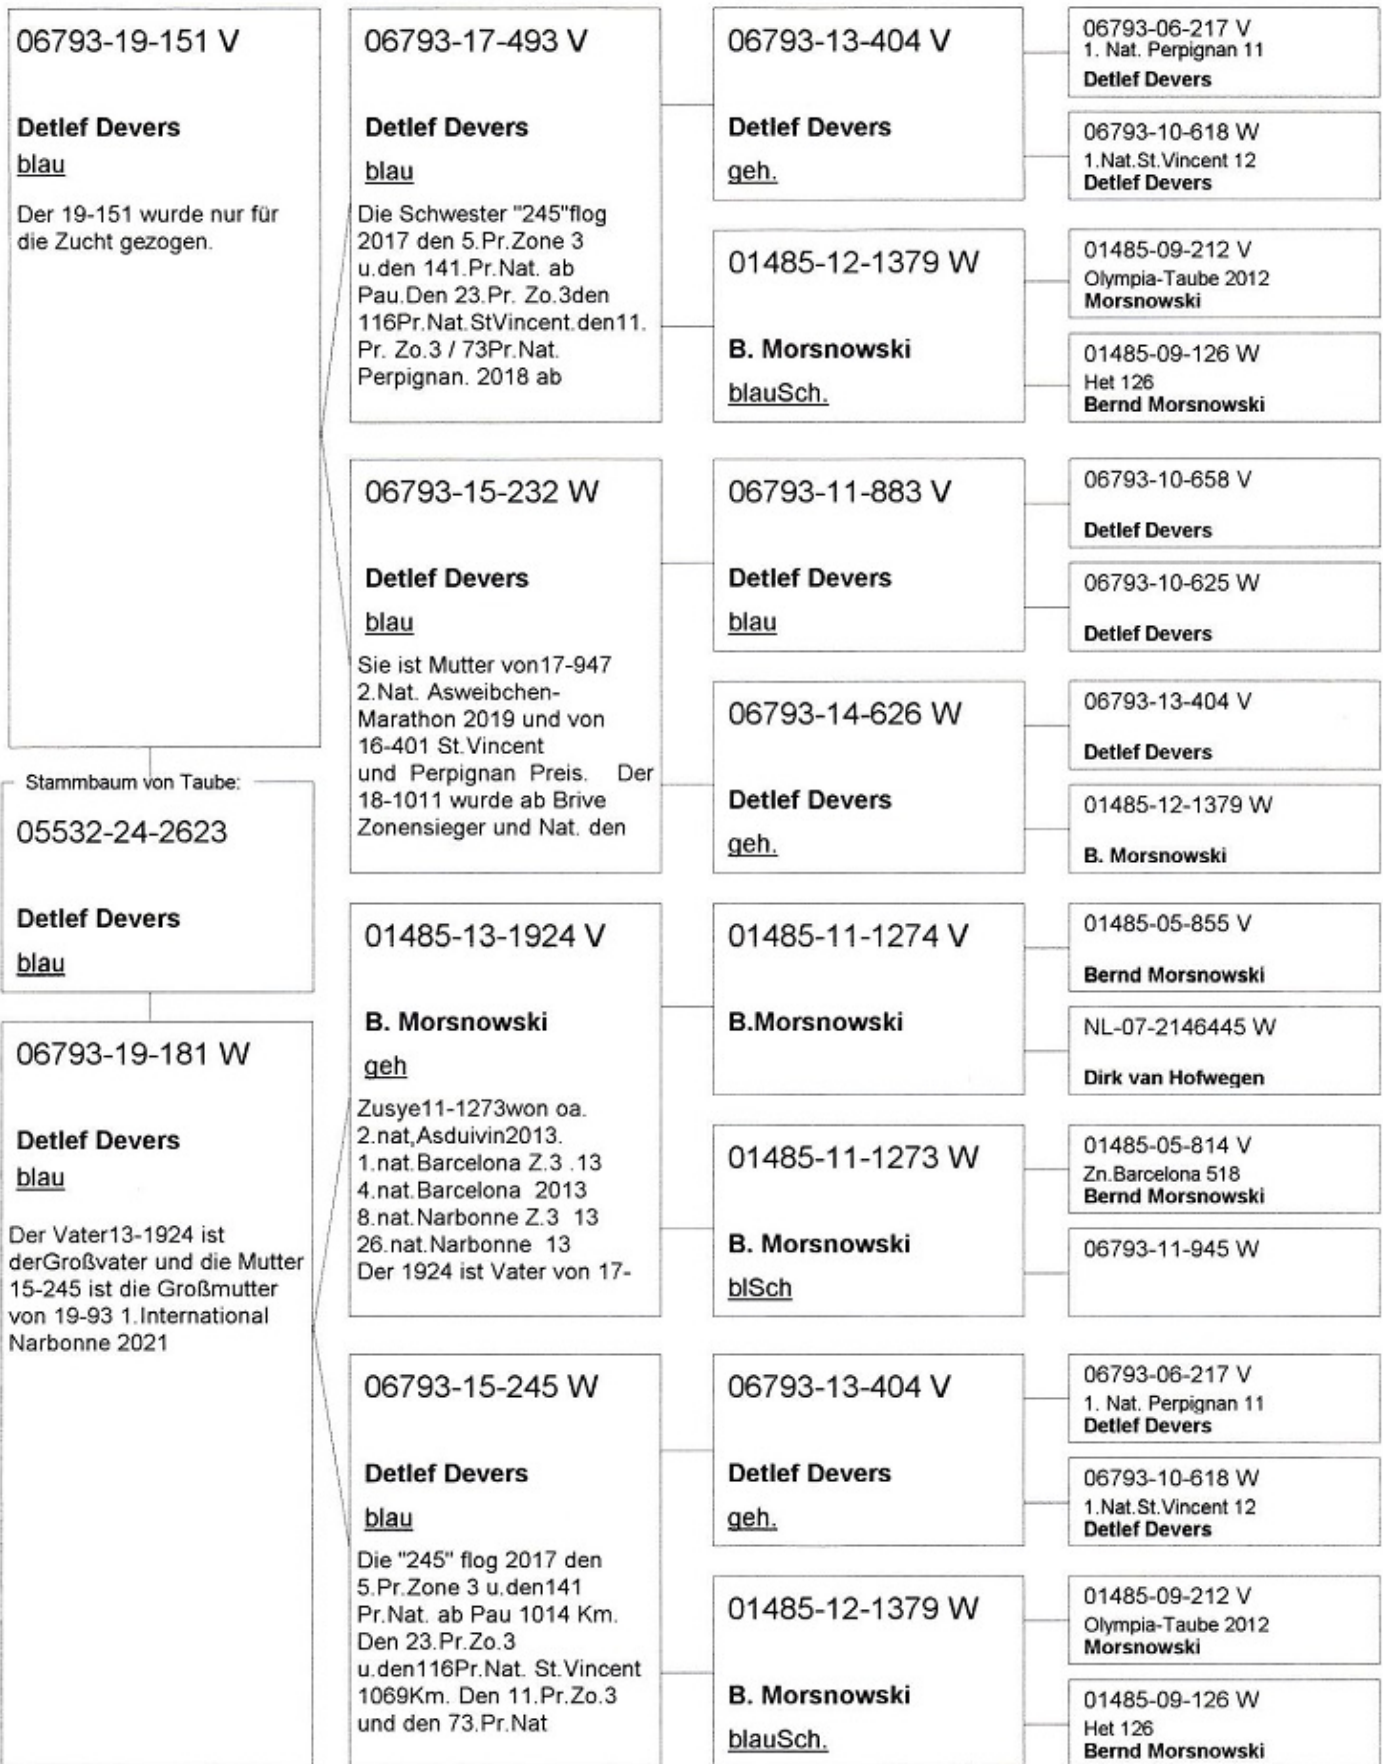 06793-19-151 V
Detlef Devers
blau
Der 19-151 wurde nur für
die Zucht gezogen.
Stammbaum von Taube:
05532-24-2623
Detlef Devers
blau
06793-19-181 W
Detlef Devers
blau
Der Vater13-1924 ist
derGroßvater und die Mutter
15-245 ist die Großmutter
von 19-93 1.International
Narbonne 2021
06793-17-493 V
Detlef Devers
blau
Die Schwester "245"flog
2017 den 5.Pr.Zone 3
u.den 141.Pr.Nat. ab
Pau.Den 23.Pr. Zo.3den
116Pr.Nat.StVincent.den11.
Pr. Zo.3 / 73Pr.Nat.
Perpignan. 2018 ab
06793-15-232 W
Detlef Devers
blau
Sie ist Mutter von17-947
2.Nat. Asweibchen-
Marathon 2019 und von
16-401 St.Vincent
und Perpignan Preis. Der
18-1011 wurde ab Brive
Zonensieger und Nat. den
01485-13-1924 V
B. Morsnowski
geh
Zusye11-1273won oa.
2.nat,Asduivin2013.
1.nat.Barcelona Z.3 .13
4.nat.Barcelona 2013
8.nat.Narbonne Z.3 13
26.nat.Narbonne 13
Der 1924 ist Vater von 17-
06793-15-245 W
Detlef Devers
blau
Die "245" flog 2017 den
5.Pr.Zone 3 u.den141
Pr.Nat. ab Pau 1014 Km.
Den 23.Pr.Zo.3
u.den116Pr.Nat. St.Vincent
1069Km. Den 11.Pr.Zo.3
und den 73.Pr.Nat
06793-13-404 V
Detlef Devers
geh.
01485-12-1379 W
B. Morsnowski
blauSch.
06793-11-883 V
Detlef Devers
blau
06793-14-626 W
Detlef Devers
geh.
01485-11-1274 V
B.Morsnowski
01485-11-1273 W
B. Morsnowski
blSch
06793-13-404 V
Detlef Devers
geh.
01485-12-1379 W
B. Morsnowski
blauSch.
06793-06-217 V
1. Nat. Perpignan 11
Detlef Devers
06793-10-618 W
1.Nat.St.Vincent 12
Detlef Devers
01485-09-212 V
Olympia-Taube 2012
Morsnowski
01485-09-126 W
Het 126
Bernd Morsnowski
06793-10-658 V
Detlef Devers
06793-10-625 W
Detlef Devers
06793-13-404 V
Detlef Devers
01485-12-1379 W
B. Morsnowski
01485-05-855 V
Bernd Morsnowski
NL-07-2146445 W
Dirk van Hofwegen
01485-05-814 V
Zn.Barcelona 518
Bernd Morsnowski
06793-11-945 W
06793-06-217 V
1. Nat. Perpignan 11
Detlef Devers
06793-10-618 W
1.Nat.St.Vincent 12
Detlef Devers
01485-09-212 V
Olympia-Taube 2012
Morsnowski
01485-09-126 W
Het 126
Bernd Morsnowski